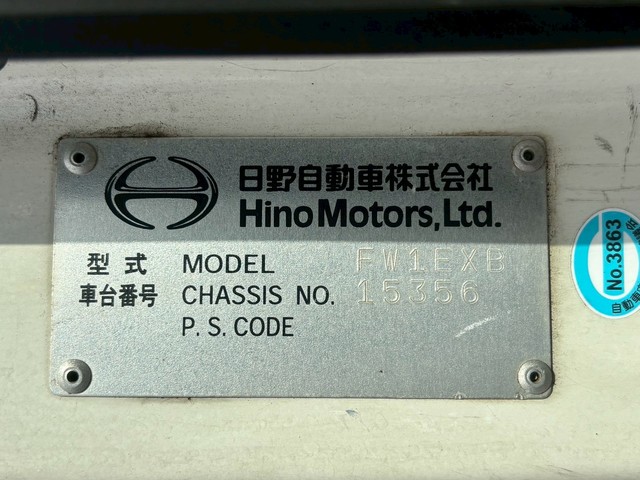 日野自動車株式会社
Hino Motors, Ltd.
型式 MODEL FW1EXB
車台番号 CHASSIS NO. 15356
P. S. CODE
No.3863